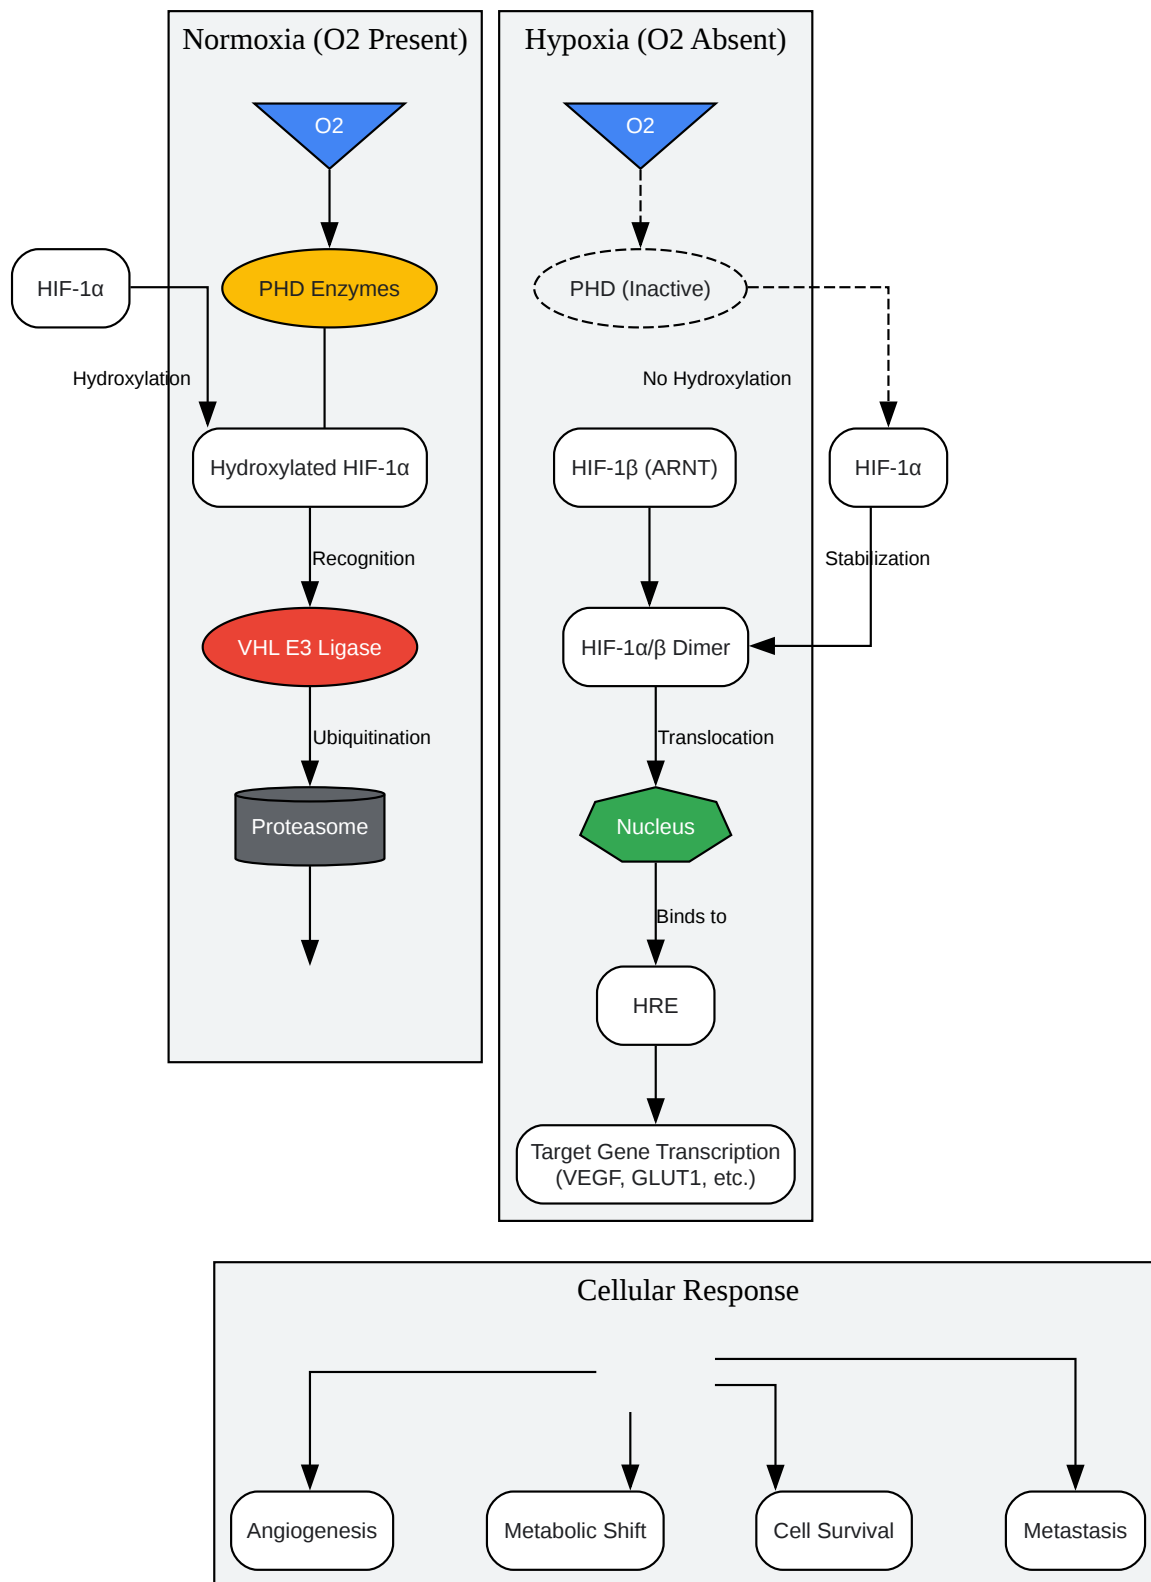 Normoxia (O2 Present)
O2
HIF-1α
PHD Enzymes
Hydroxylation
Hydroxylated HIF-1α
Recognition
VHL E3 Ligase
Ubiquitination
Proteasome
Hypoxia (O2 Absent)
O2
PHD (Inactive)
No Hydroxylation
HIF-1β (ARNT)
HIF-1α
Stabilization
HIF-1α/β Dimer
Translocation
Nucleus
Binds to
HRE
Target Gene Transcription
(VEGF, GLUT1, etc.)
Cellular Response
Angiogenesis
Metabolic Shift
Cell Survival
Metastasis